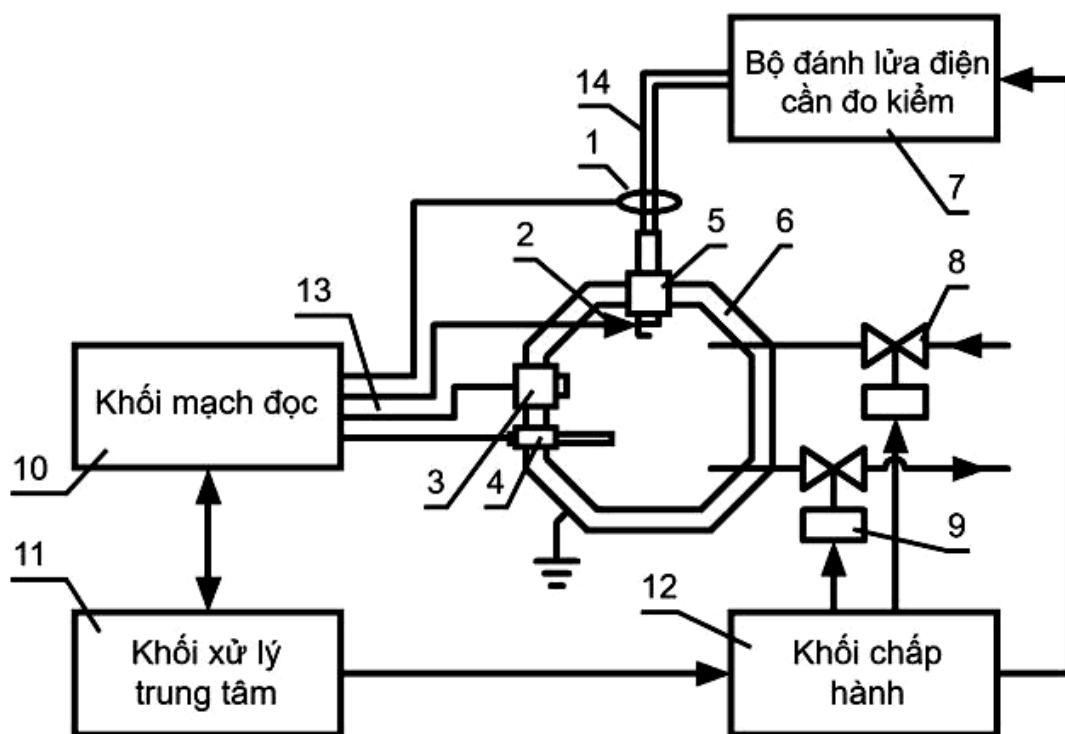 Bộ đánh lửa điện
cần đo kiểm
14
1
7
2
5
6
8
13
Khối mạch đọc
10
3
4
9
11
12
Khối xử lý
trung tâm
Khối chấp
hành